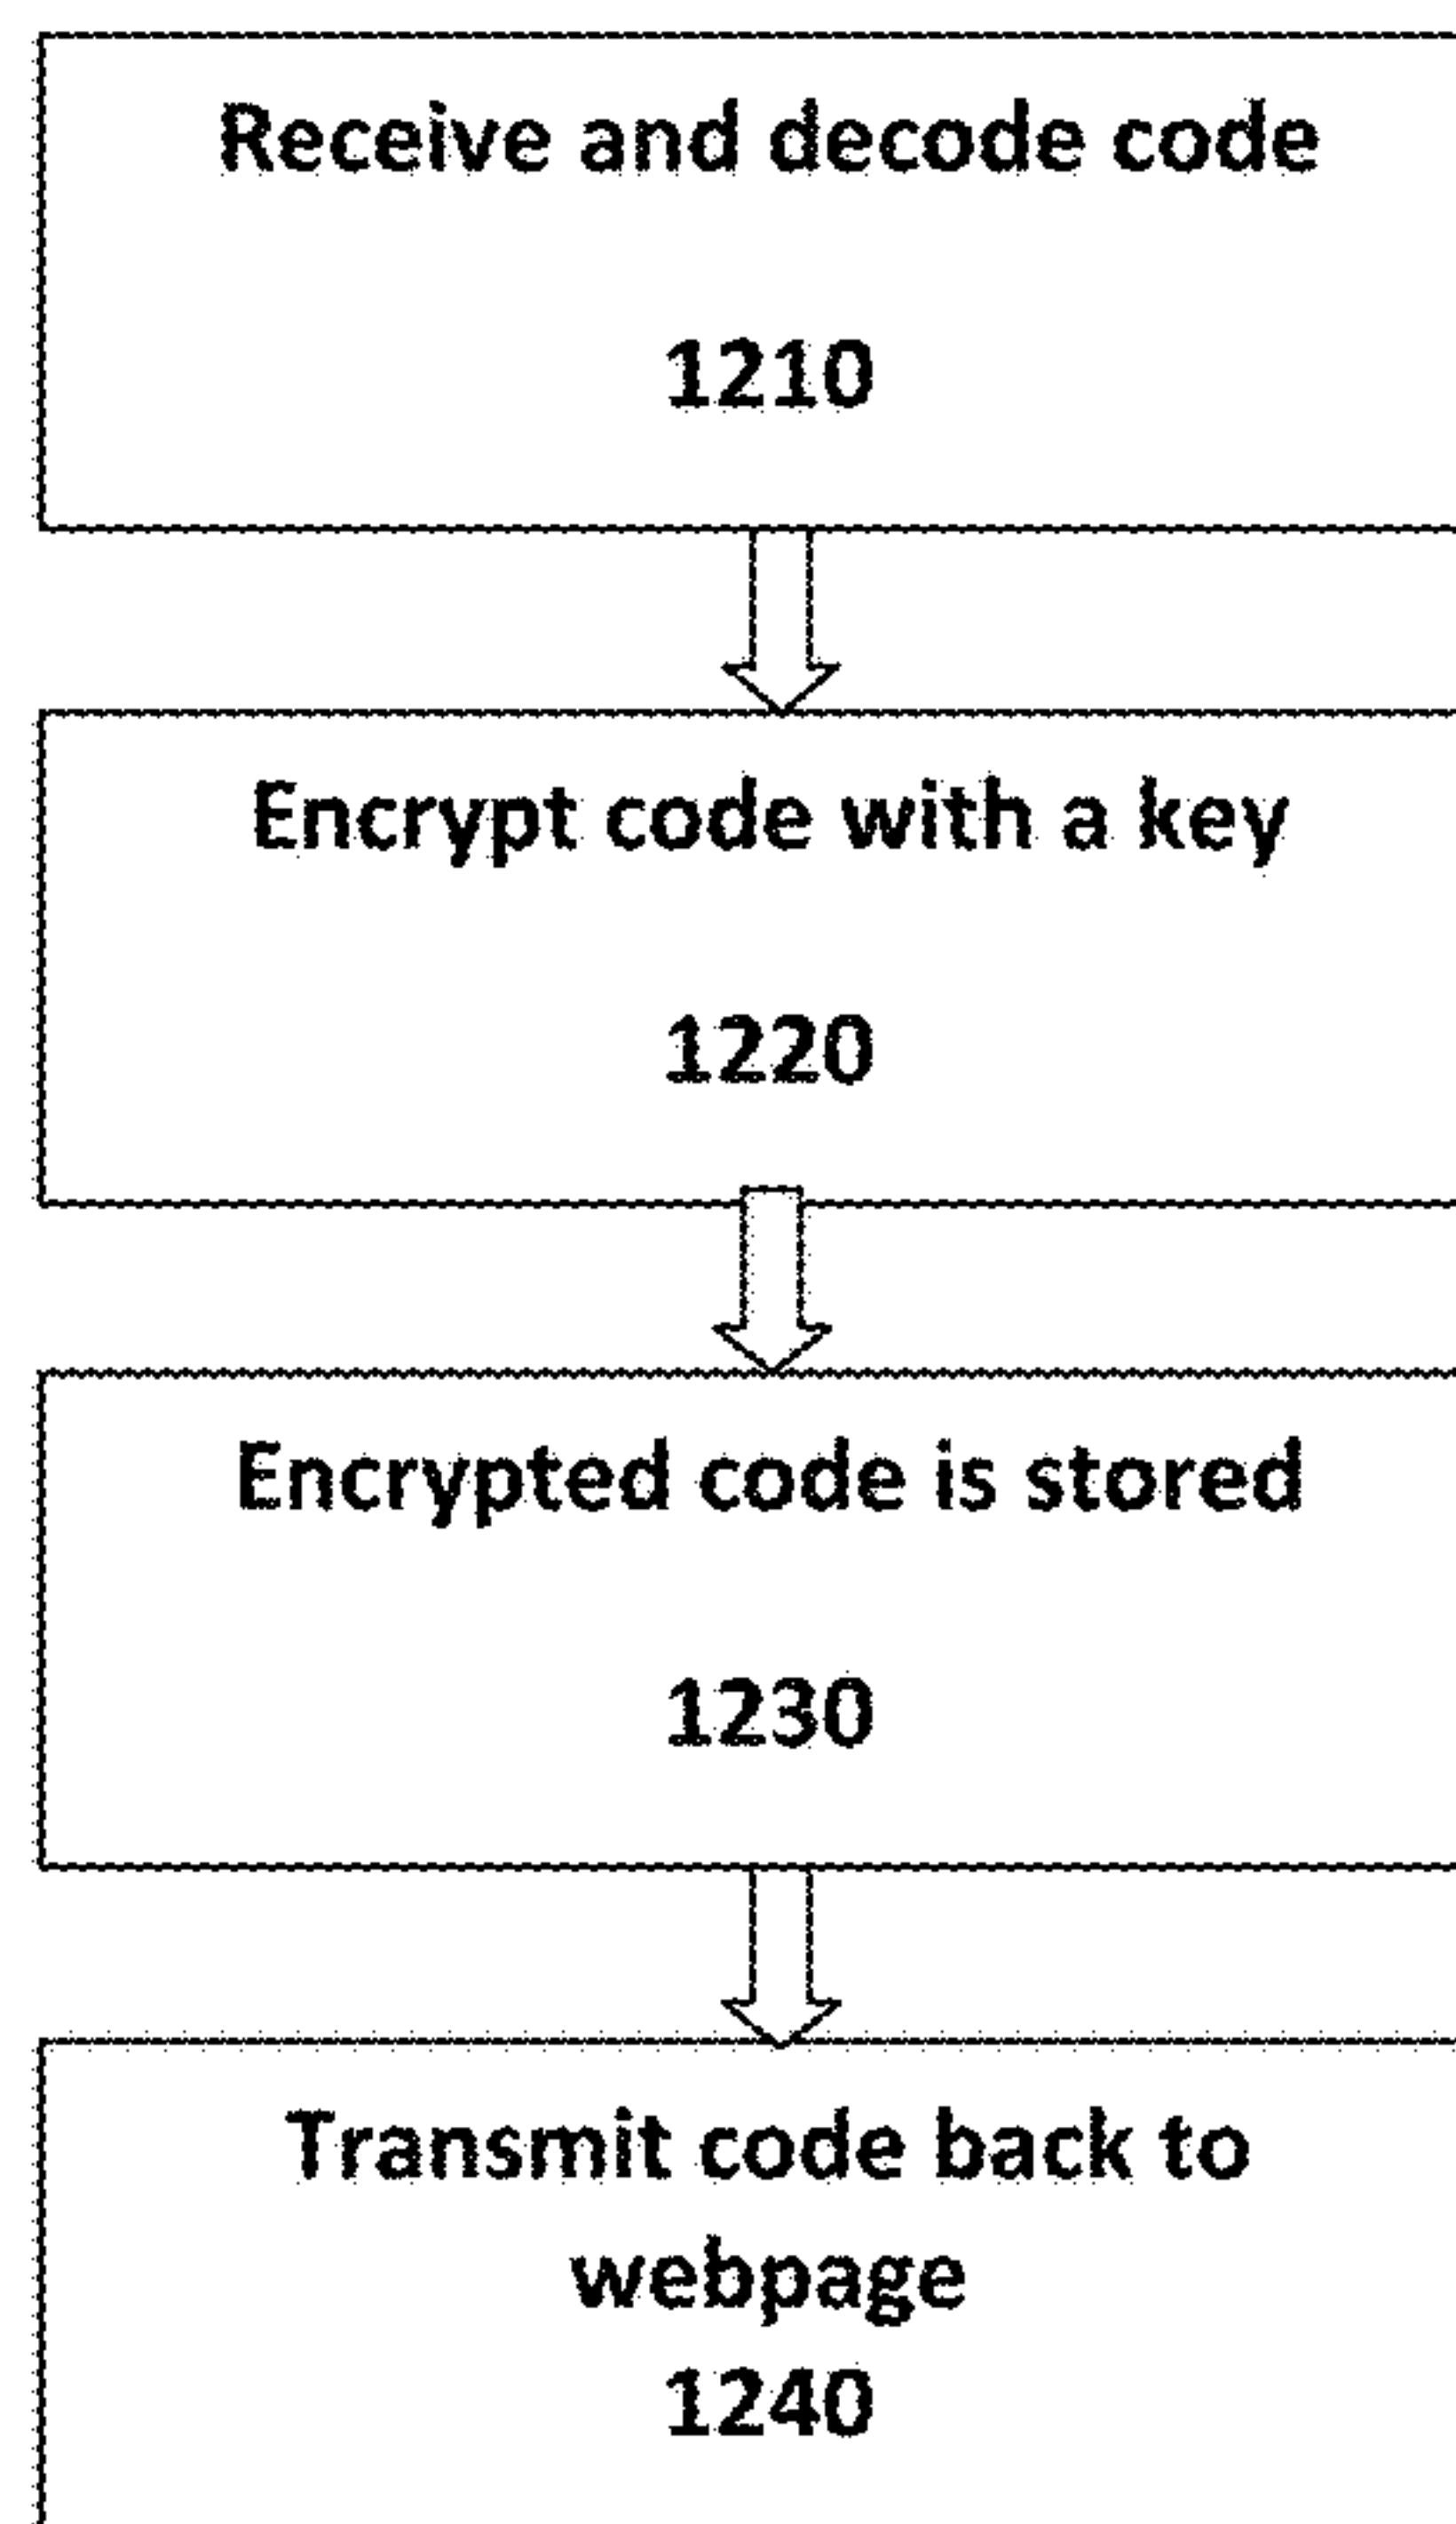 Receive and decode code
1210
Encrypt code with a key
1220
Encrypted code is stored
1230
Transmit code back to
webpage
1240